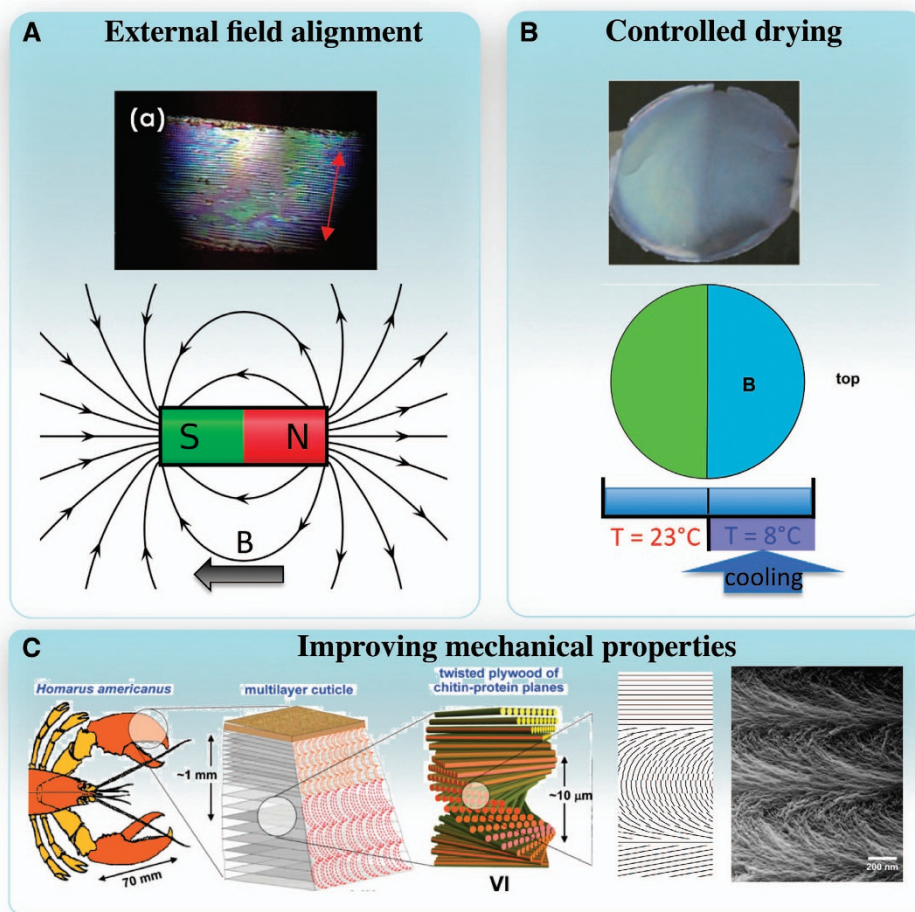 A
External field alignment
(a)
S
N
B
B
Controlled drying
B
top
T = 23°C
T = 8°C
cooling
C
Improving mechanical properties
Homarus americanus
70 mm
multilayer cuticle
~1 mm
twisted plywood of
chitin-protein planes
~10 μm
VI
200 nm